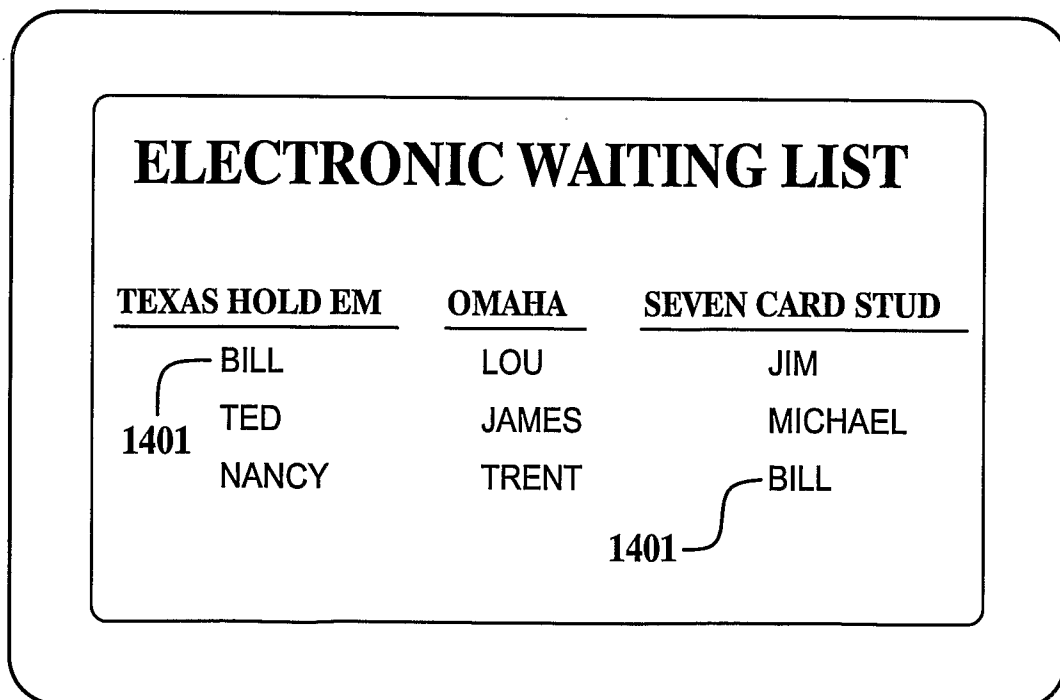 ELECTRONIC WAITING LIST
TEXAS HOLD EM OMAHA SEVEN CARD STUD
BILL LOU JIM
TED JAMES MICHAEL
1401
NANCY TRENT BILL
1401